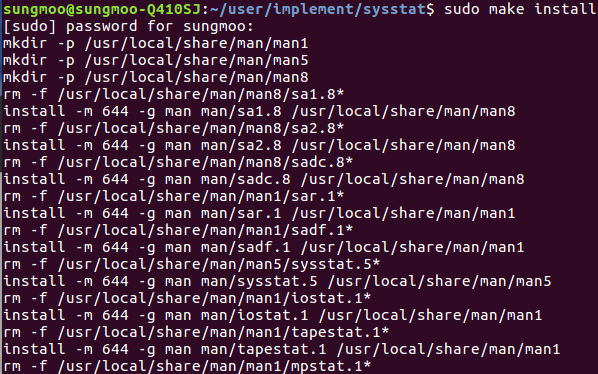 sungmoo@sungmoo-Q410SJ:~/user/implement/sysstat$ sudo make install
[sudo] password for sungmoo:
mkdir -p /usr/local/share/man/man1
mkdir -p /usr/local/share/man/man5
mkdir -p /usr/local/share/man/man8
rm -f /usr/local/share/man/man8/sa1.8*
install -m 644 -g man man/sa1.8 /usr/local/share/man/man8
rm -f /usr/local/share/man/man8/sa2.8*
install -m 644 -g man man/sa2.8 /usr/local/share/man/man8
rm -f /usr/local/share/man/man8/sadc.8*
install -m 644 -g man man/sadc.8 /usr/local/share/man/man8
rm -f /usr/local/share/man/man1/sar.1*
install -m 644 -g man man/sar.1 /usr/local/share/man/man1
rm -f /usr/local/share/man/man1/sadf.1*
install -m 644 -g man man/sadf.1 /usr/local/share/man/man1
rm -f /usr/local/share/man/man5/sysstat.5*
install -m 644 -g man man/sysstat.5 /usr/local/share/man/man5
rm -f /usr/local/share/man/man1/iostat.1*
install -m 644 -g man man/iostat.1 /usr/local/share/man/man1
rm -f /usr/local/share/man/man1/tapestat.1*
install -m 644 -g man man/tapestat.1 /usr/local/share/man/man1
rm -f /usr/local/share/man/man1/mpstat.1*